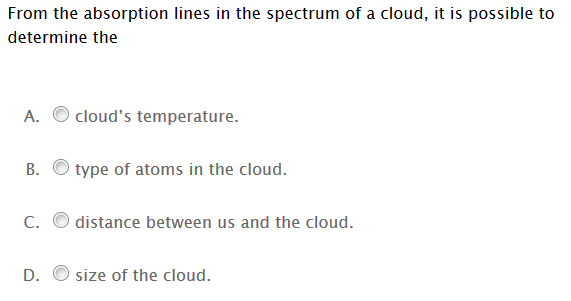 From the absorption lines in the spectrum of a cloud, it is possible to
determine the
A. cloud's temperature.
B. type of atoms in the cloud.
C. distance between us and the cloud.
D. size of the cloud.